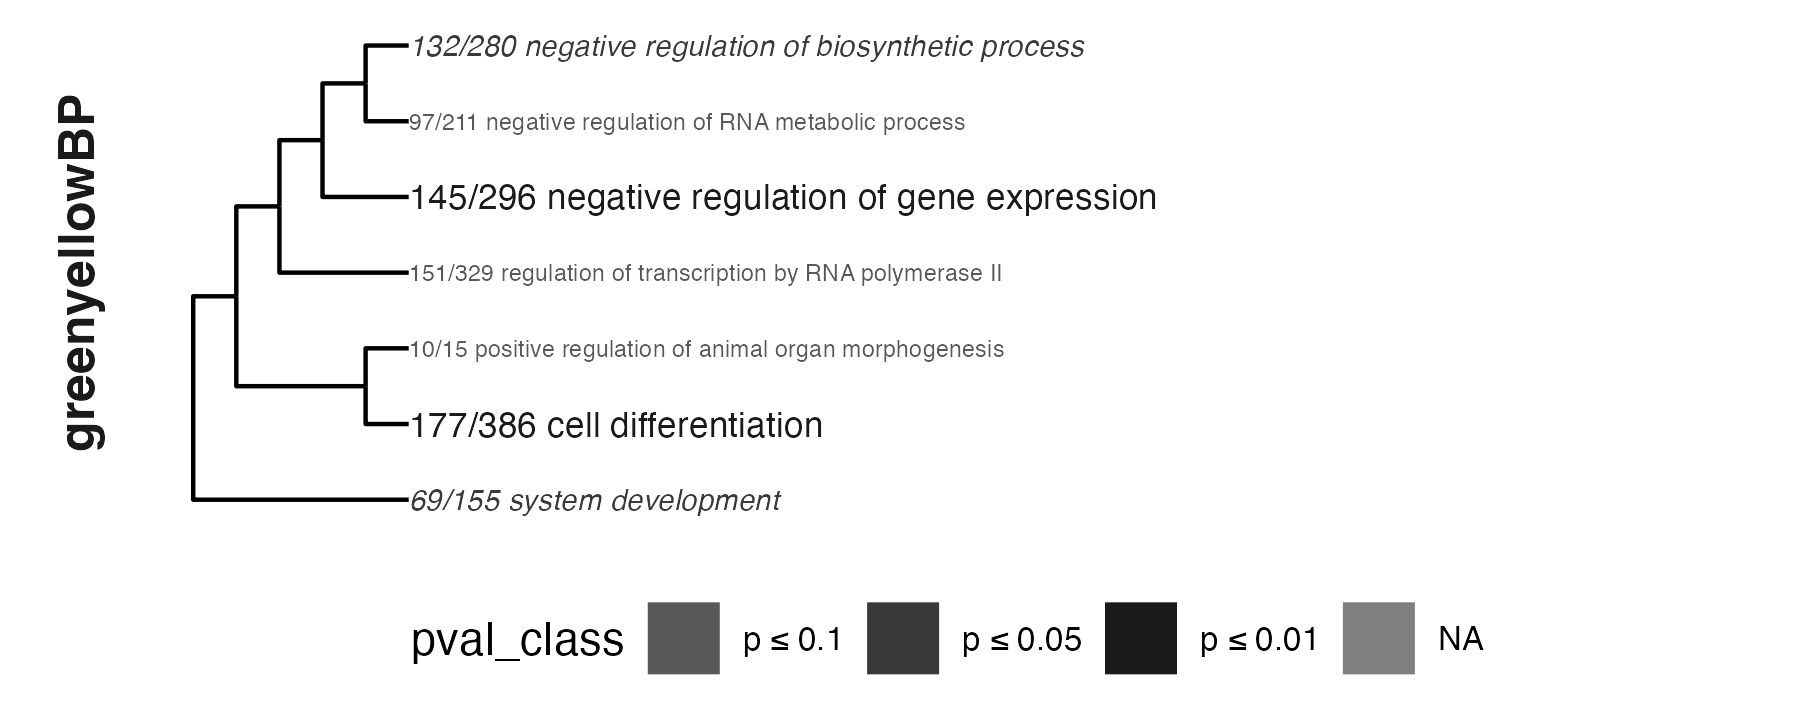 greenyellowBP
132/280 negative regulation of biosynthetic process
97/211 negative regulation of RNA metabolic process
145/296 negative regulation of gene expression
151/329 regulation of transcription by RNA polymerase II
10/15 positive regulation of animal organ morphogenesis
177/386 cell differentiation
69/155 system development
pval_class p ≤ 0.1 p ≤ 0.05 p ≤ 0.01 NA